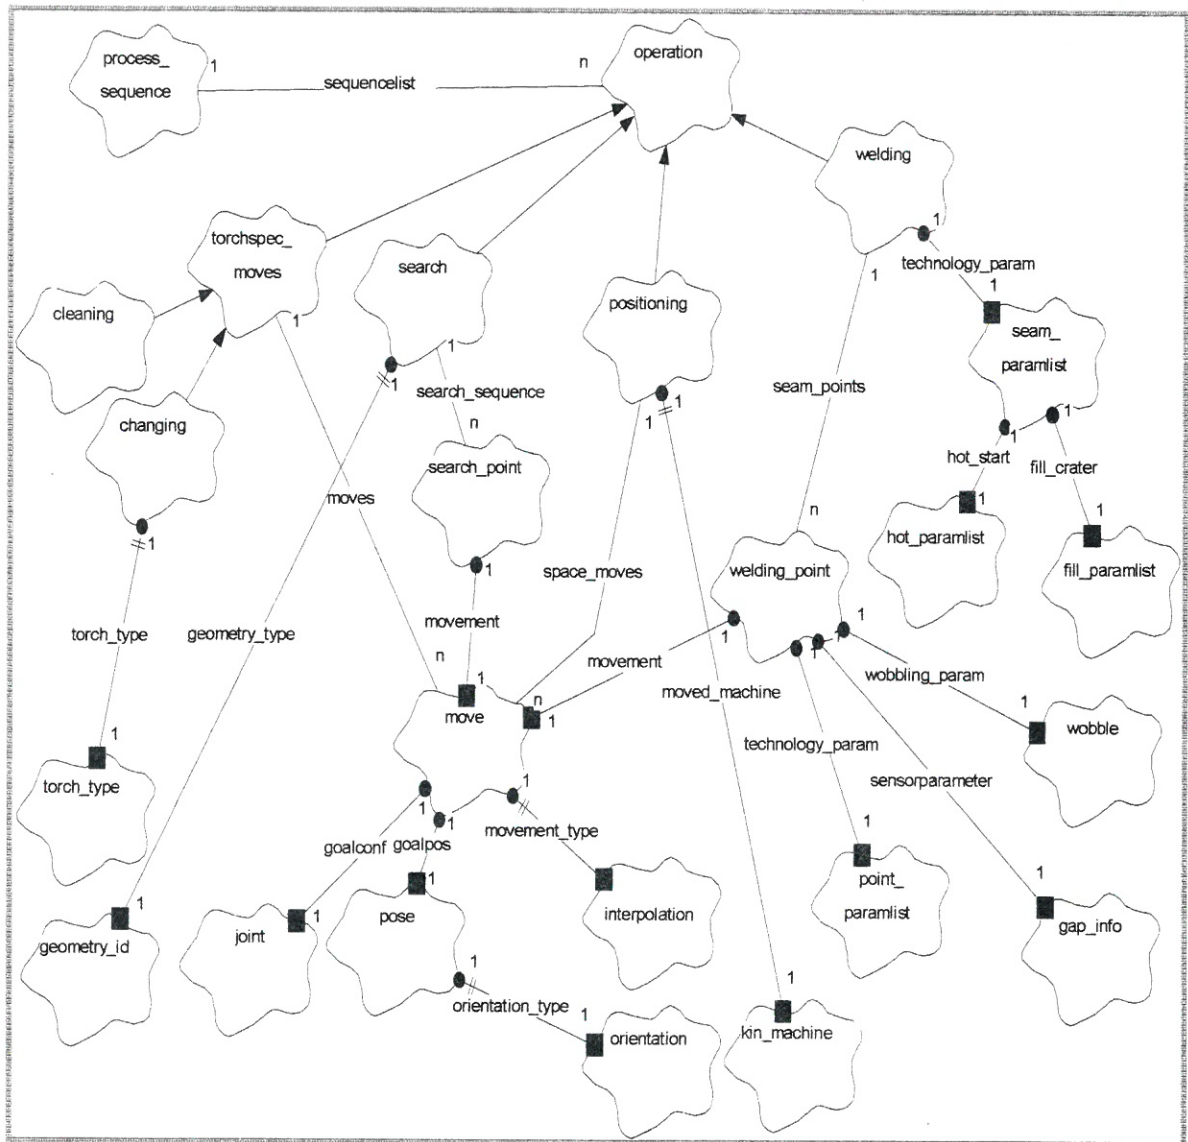 process_
sequence
1
sequencelist
n
operation
welding
1
technology_param
1
seam_
paramlist
1
1
hot_start
fill_crater
1
1
hot_paramlist
fill_paramlist
torchspec_
moves
1
search
1
positioning
1
1
cleaning
changing
1
1
search_sequence
n
search_point
1
seam_points
n
1
welding_point
1
1
1
1
moves
n
space_moves
n
movement
1
movement
1
moved_machine
1
wobbling_param
1
wobble
torch_type
1
torch_type
geometry_type
1
geometry_id
move
1
1
1
goalconf
goalpos
movement_type
technology_param
1
point_
paramlist
sensorparameter
1
gap_info
1
joint
1
pose
interpolation
1
orientation_type
1
orientation
kin_machine